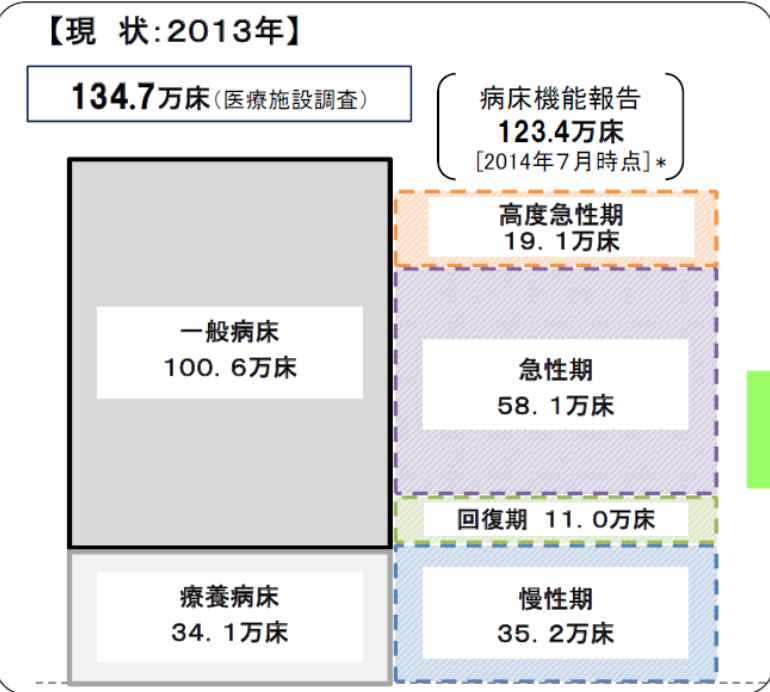 【現 状:2013年】
134.7万床(医療施設調査)
病床機能報告
123.4万床
[2014年7月時点]*
一般病床
100.6万床
療養病床
34.1万床
高度急性期
19.1万床
急性期
58.1万床
回復期 11.0万床
慢性期
35.2万床